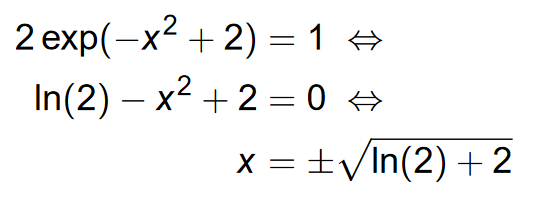 2 exp(−x² + 2) = 1 ⇔
ln(2) − x² + 2 = 0 ⇔
x = ±√(ln(2) + 2)